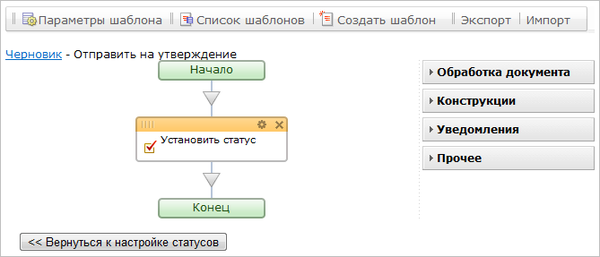 Параметры шаблона Список шаблонов Создать шаблон Экспорт Импорт
Черновик - Отправить на утверждение
Начало
Установить статус
Конец
Обработка документа
Конструкции
Уведомления
Прочее
<< Вернуться к настройке статусов